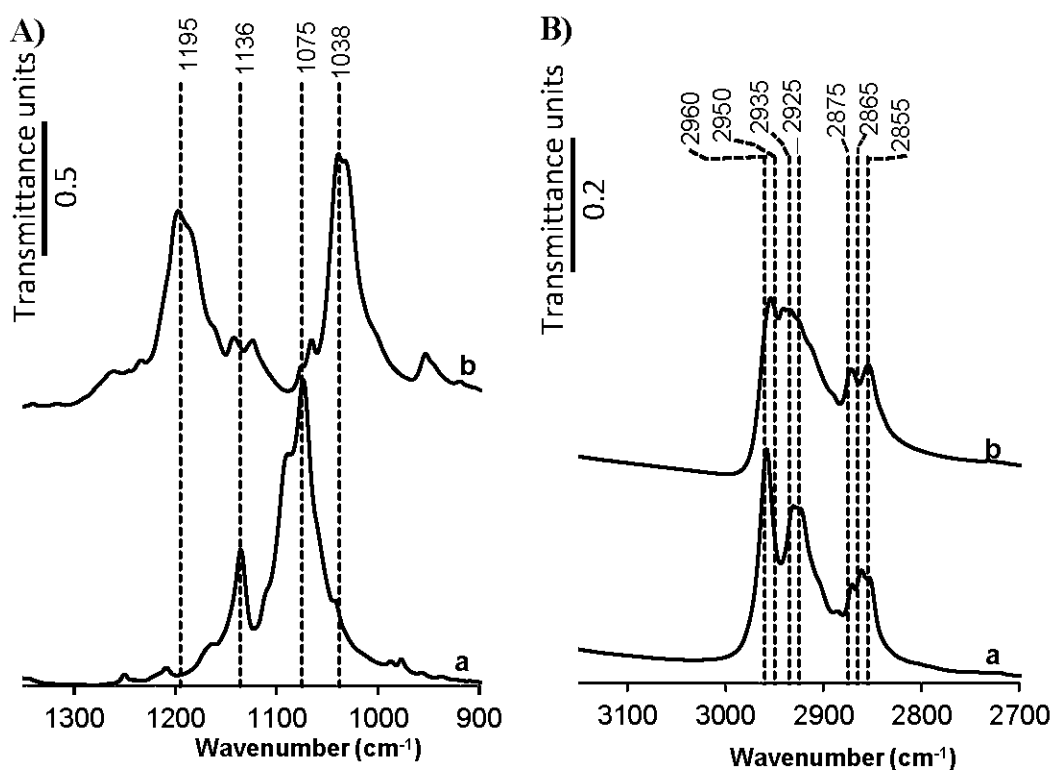 A)
Transmittance units
0.5
1195
1136
1075
1038
b
a
1300
1200
1100
1000
900
Wavenumber (cm⁻¹)
B)
Transmittance units
0.2
2960
2950
2935
2925
2875
2865
2855
b
a
3100
3000
2900
2800
2700
Wavenumber (cm⁻¹)